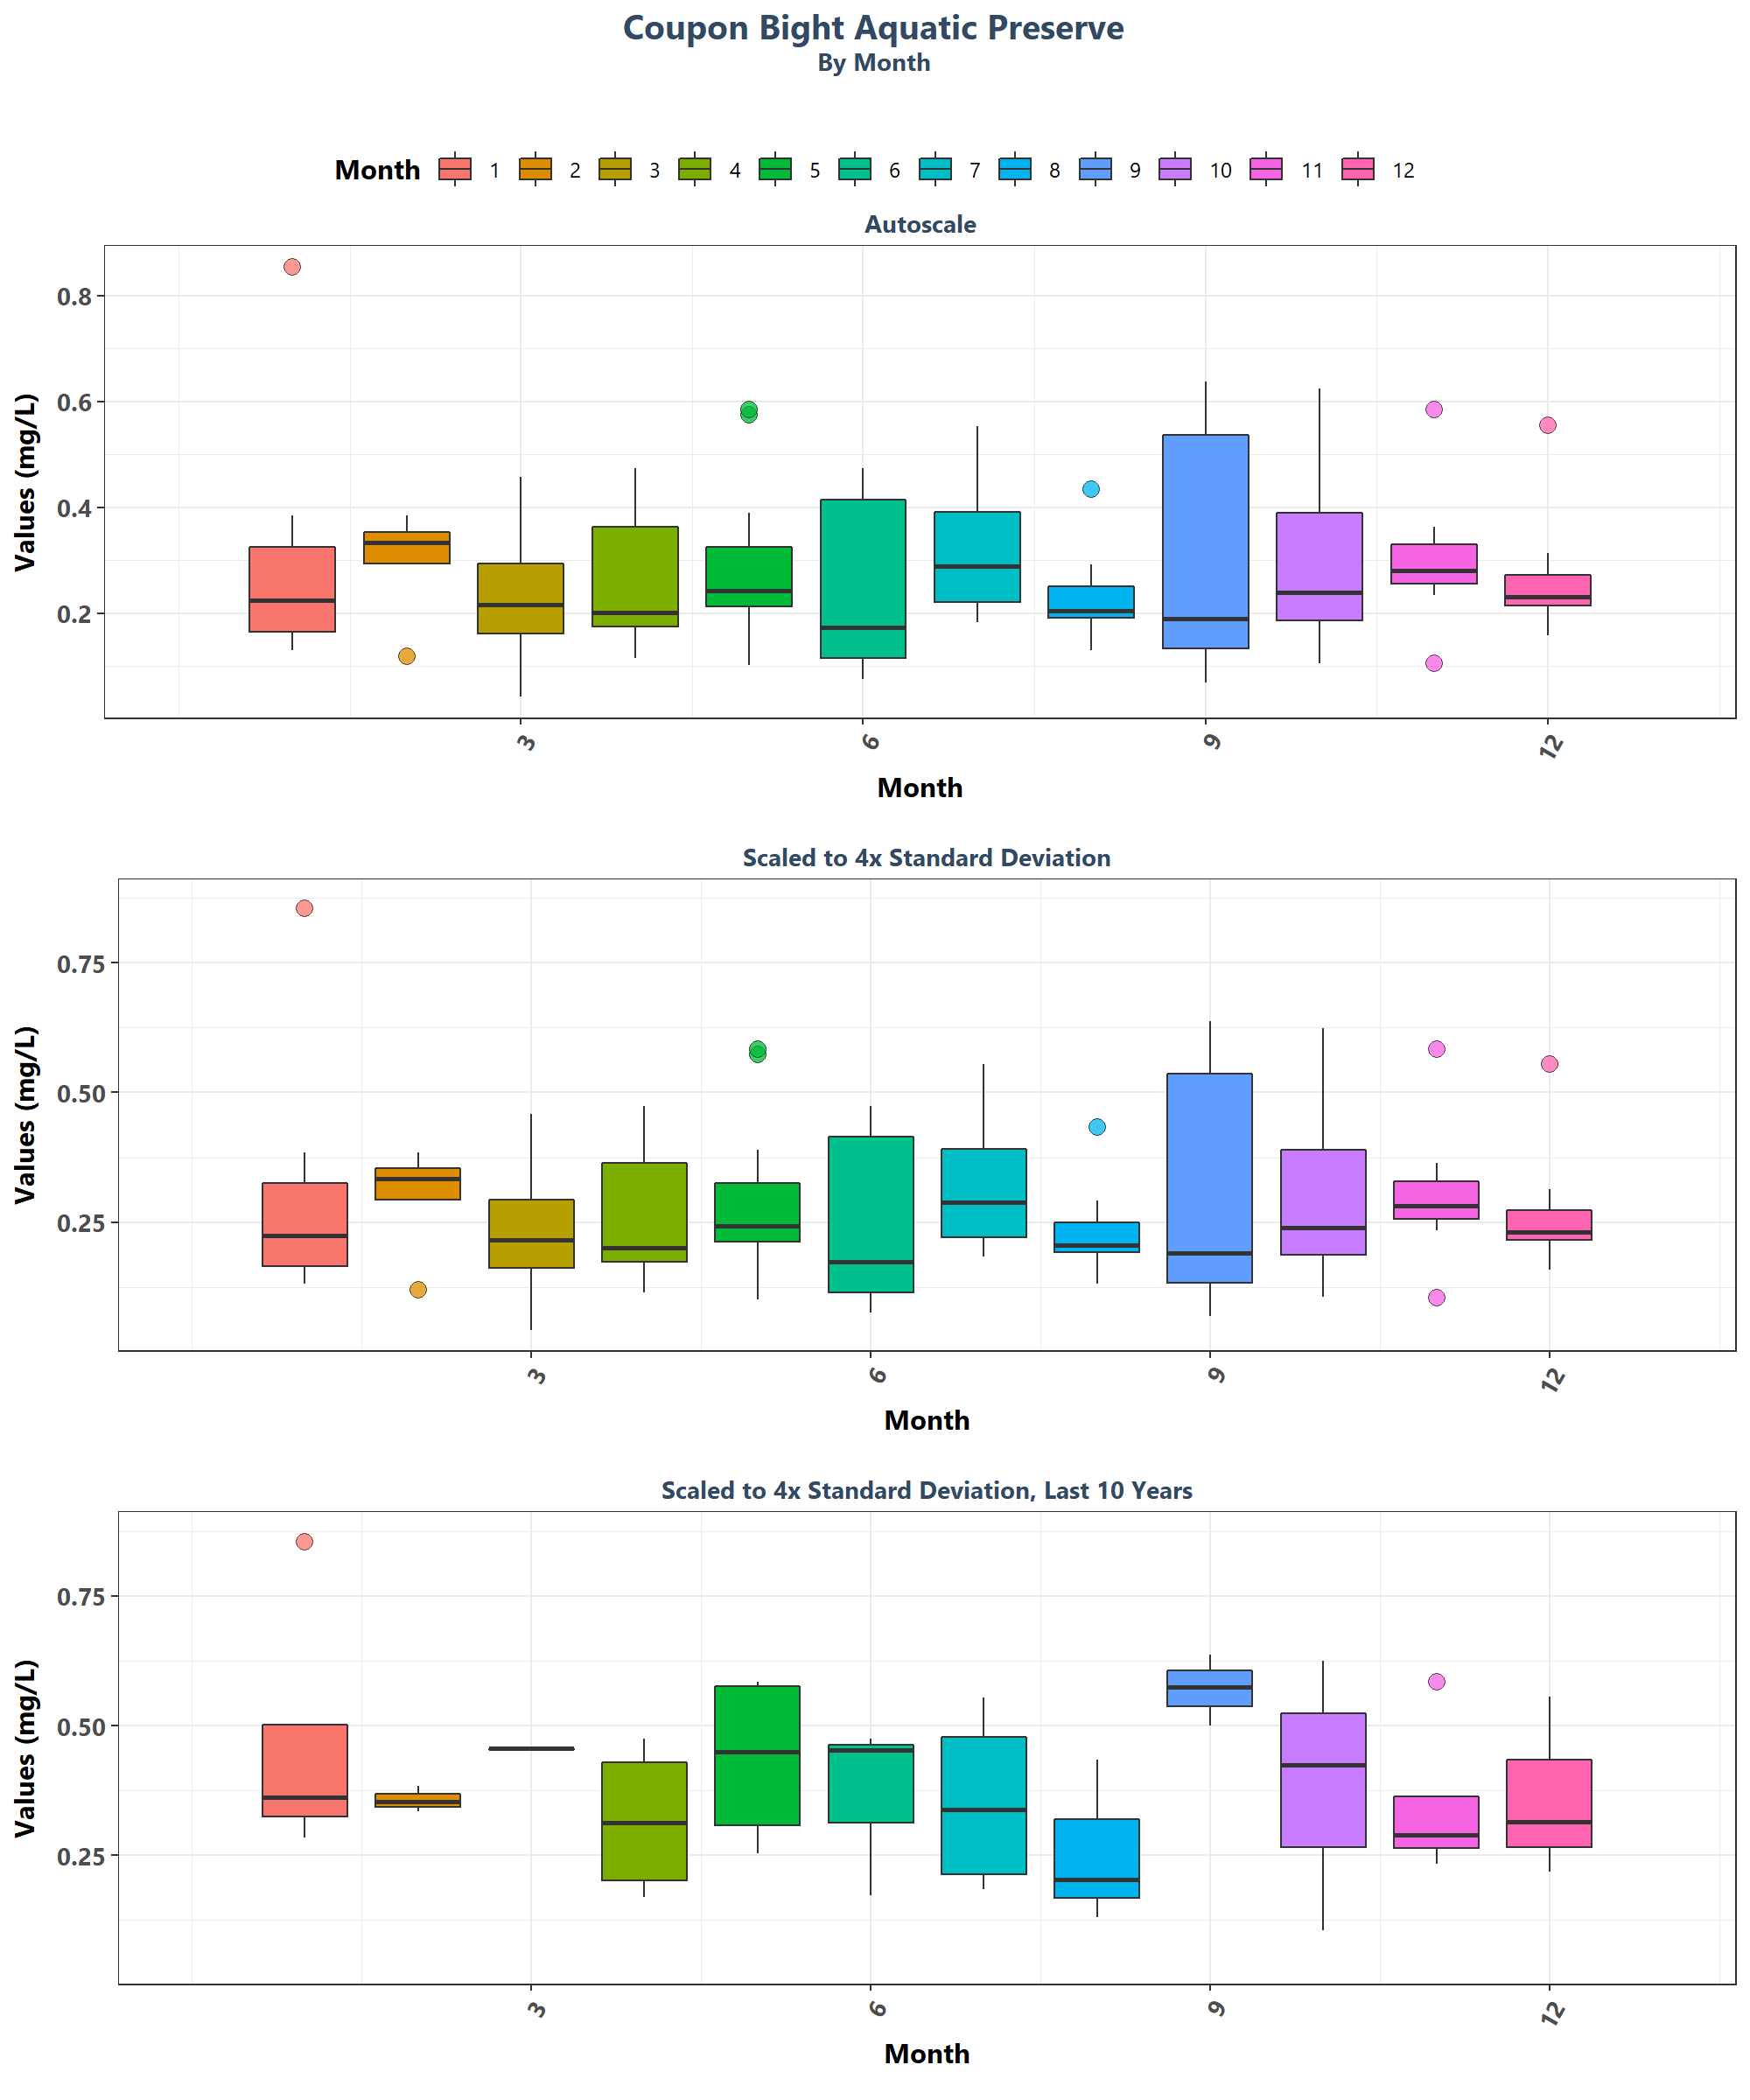 Coupon Bight Aquatic Preserve
By Month
Month 1 2 3 4 5 6 7 8 9 10 11 12
Autoscale
Values (mg/L)
0.8
0.6
0.4
0.2
3 6 9 12
Month
Scaled to 4x Standard Deviation
Values (mg/L)
0.75
0.50
0.25
3 6 9 12
Month
Scaled to 4x Standard Deviation, Last 10 Years
Values (mg/L)
0.75
0.50
0.25
3 6 9 12
Month